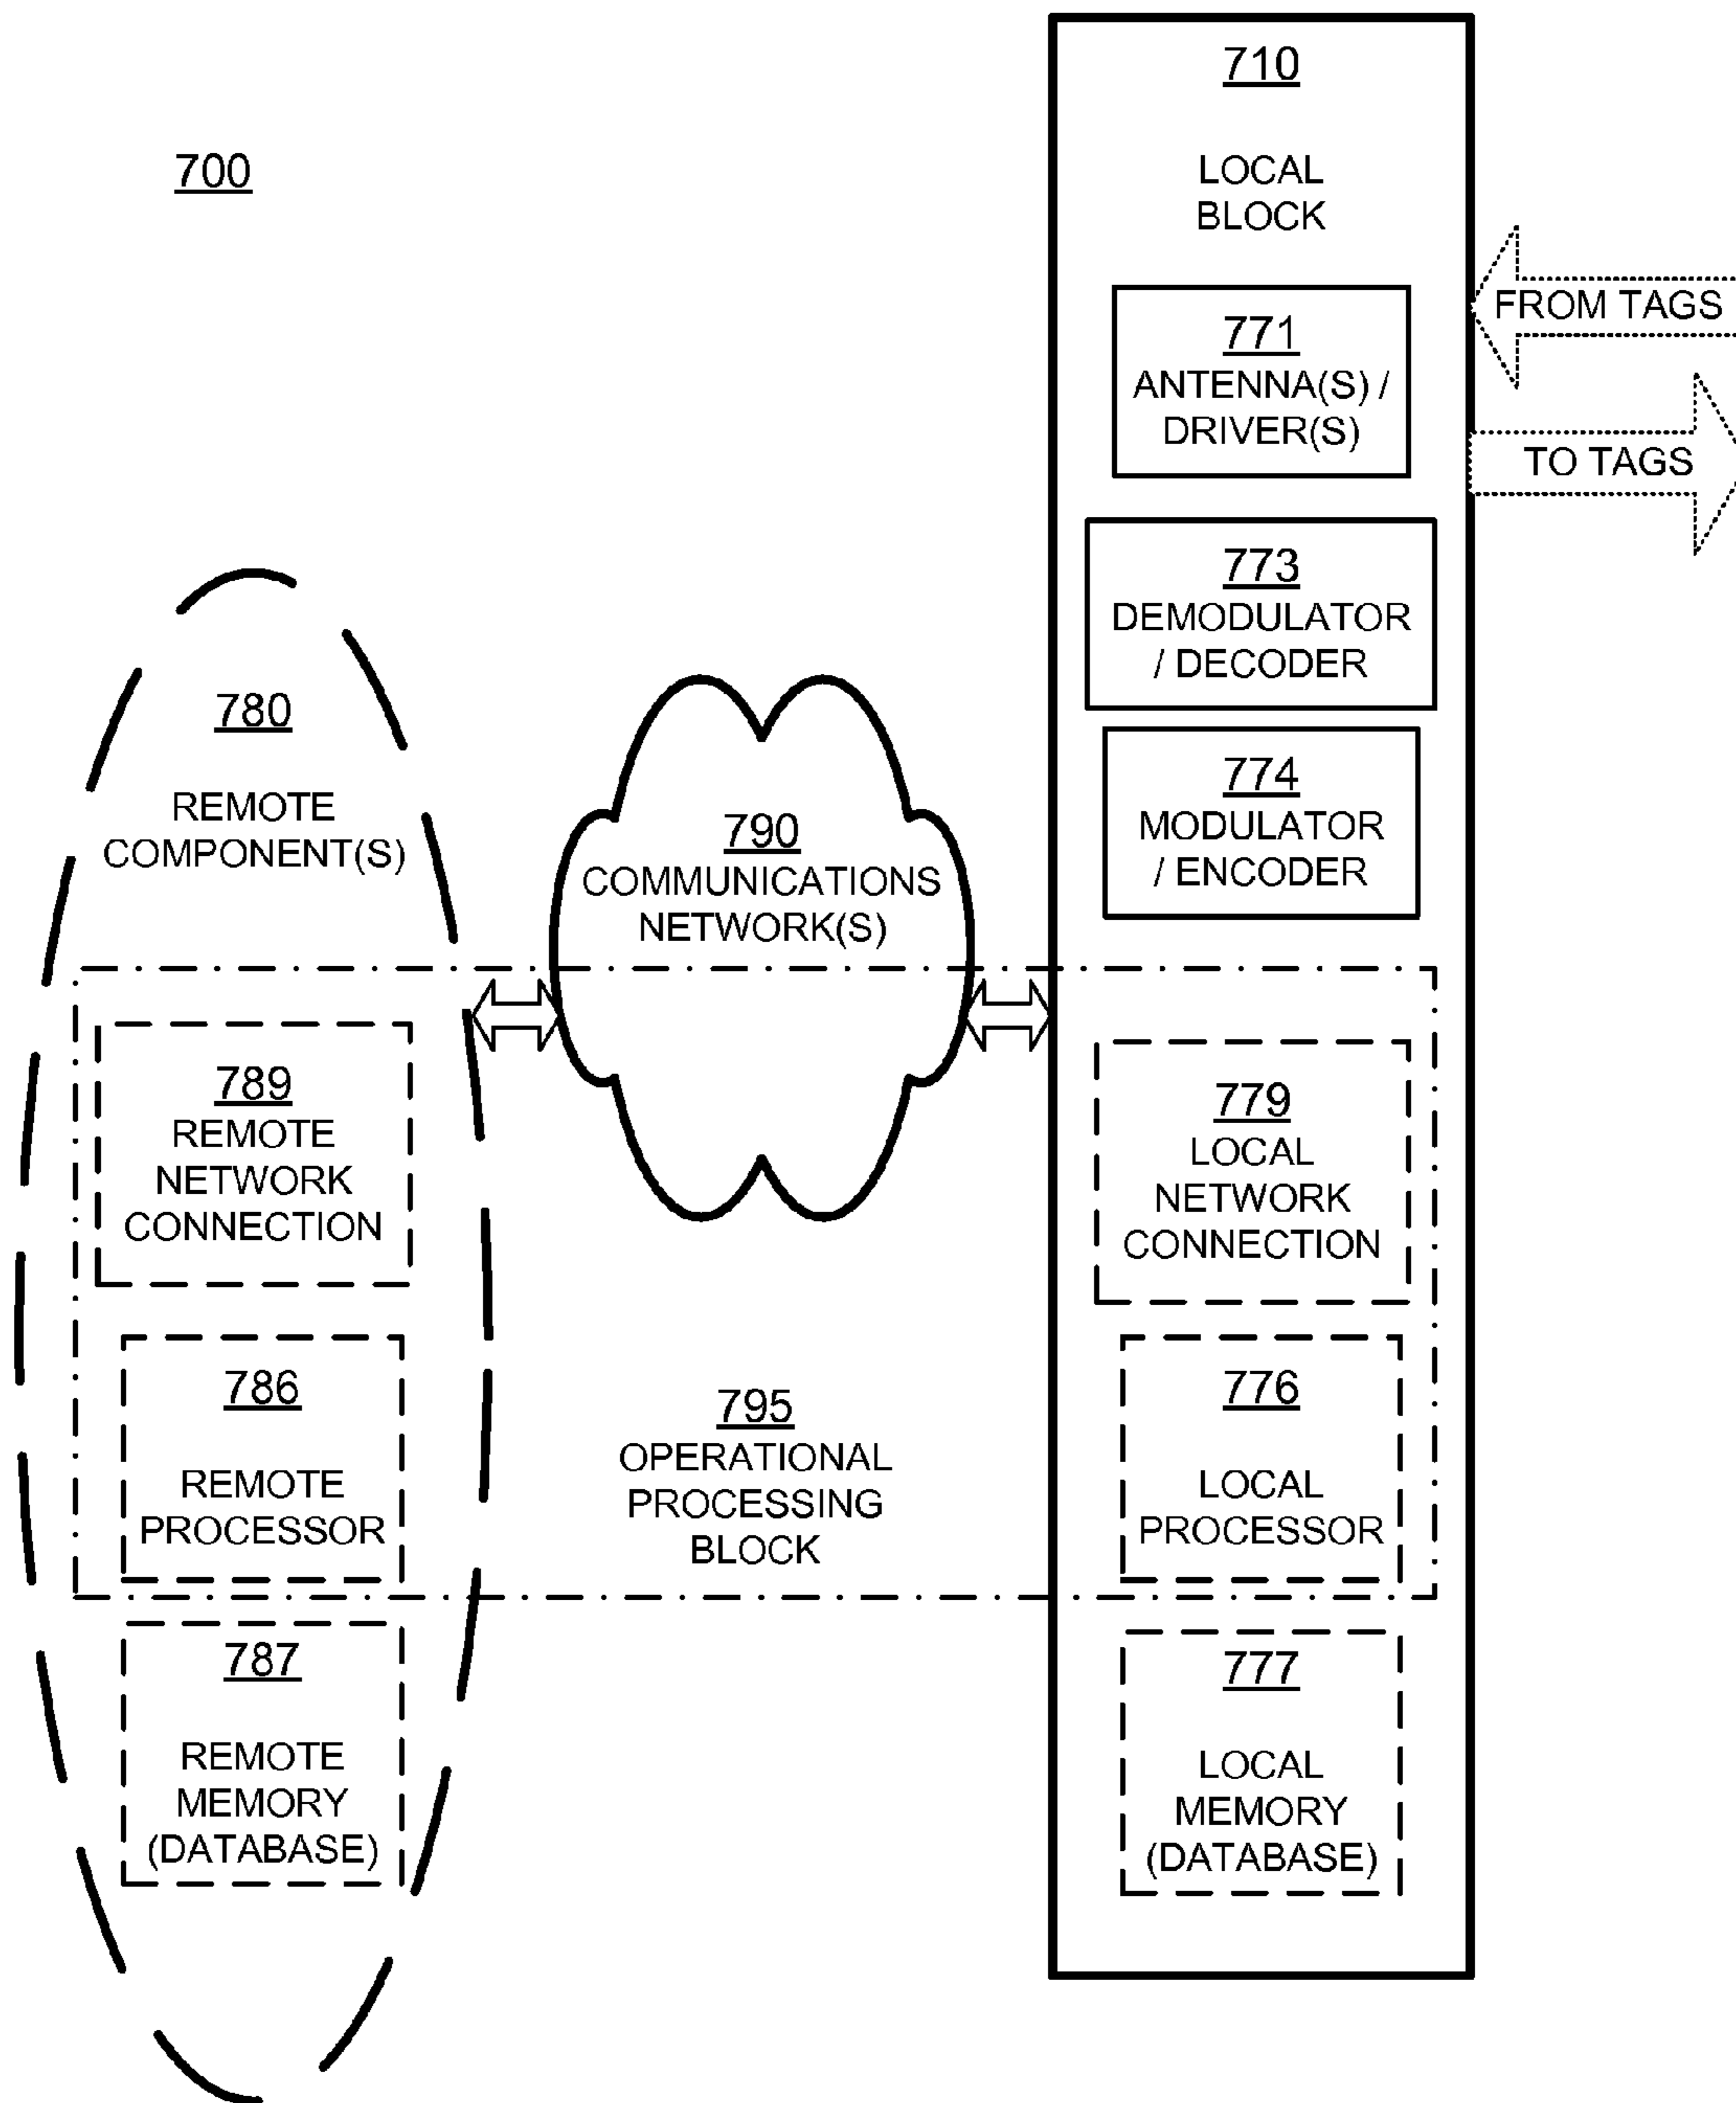 700
710
LOCAL
BLOCK
FROM TAGS
TO TAGS
771
ANTENNA(S) /
DRIVER(S)
773
DEMODULATOR
/ DECODER
774
MODULATOR
/ ENCODER
780
REMOTE
COMPONENT(S)
790
COMMUNICATIONS
NETWORK(S)
789
REMOTE
NETWORK
CONNECTION
779
LOCAL
NETWORK
CONNECTION
786
REMOTE
PROCESSOR
795
OPERATIONAL
PROCESSING
BLOCK
776
LOCAL
PROCESSOR
787
REMOTE
MEMORY
(DATABASE)
777
LOCAL
MEMORY
(DATABASE)